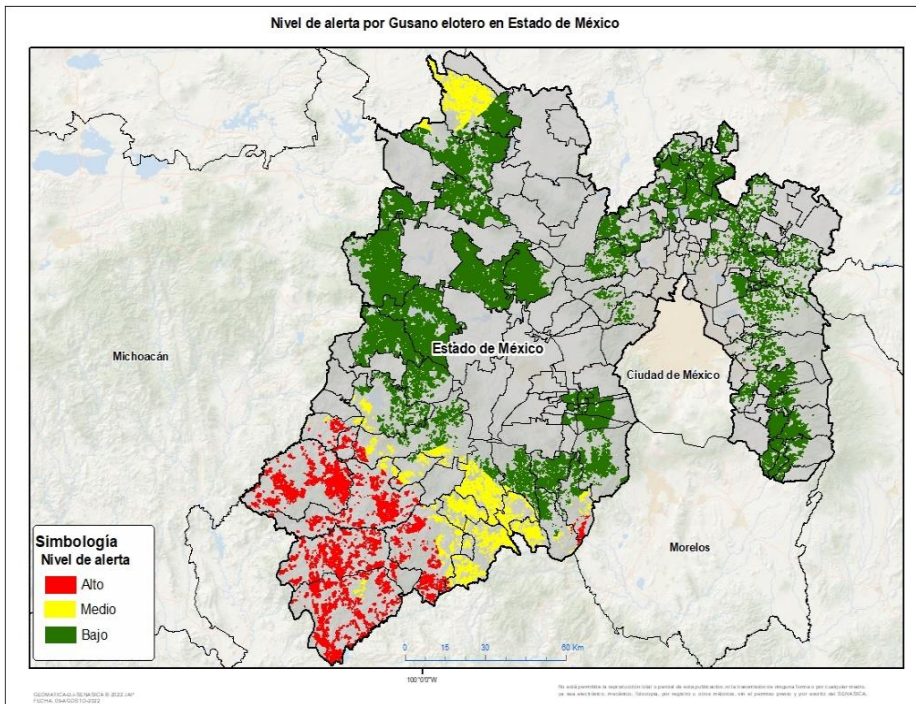 Nivel de alerta por Gusano elotero en Estado de México
Michoacán
Estado de México
Ciudad de México
Morelos
Simbología
Nivel de alerta
Alto
Medio
Bajo
0 15 30 60 Km
100°0'0"W